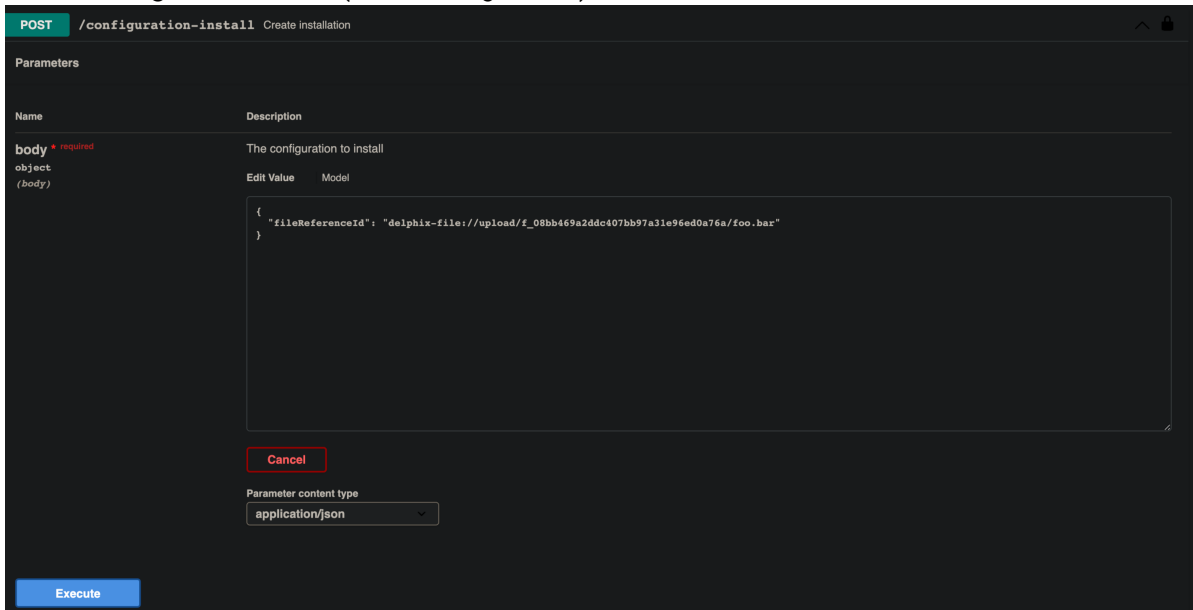 POST /configuration-install Create installation
Parameters
Name Description
body * required The configuration to install
object
(body)
Edit Value Model
{
"fileReferenceId": "delphix-file://upload/f_08bb469a2ddc407bb97a31e96ed0a76a/foo.bar"
}
Cancel
Parameter content type
application/json
Execute